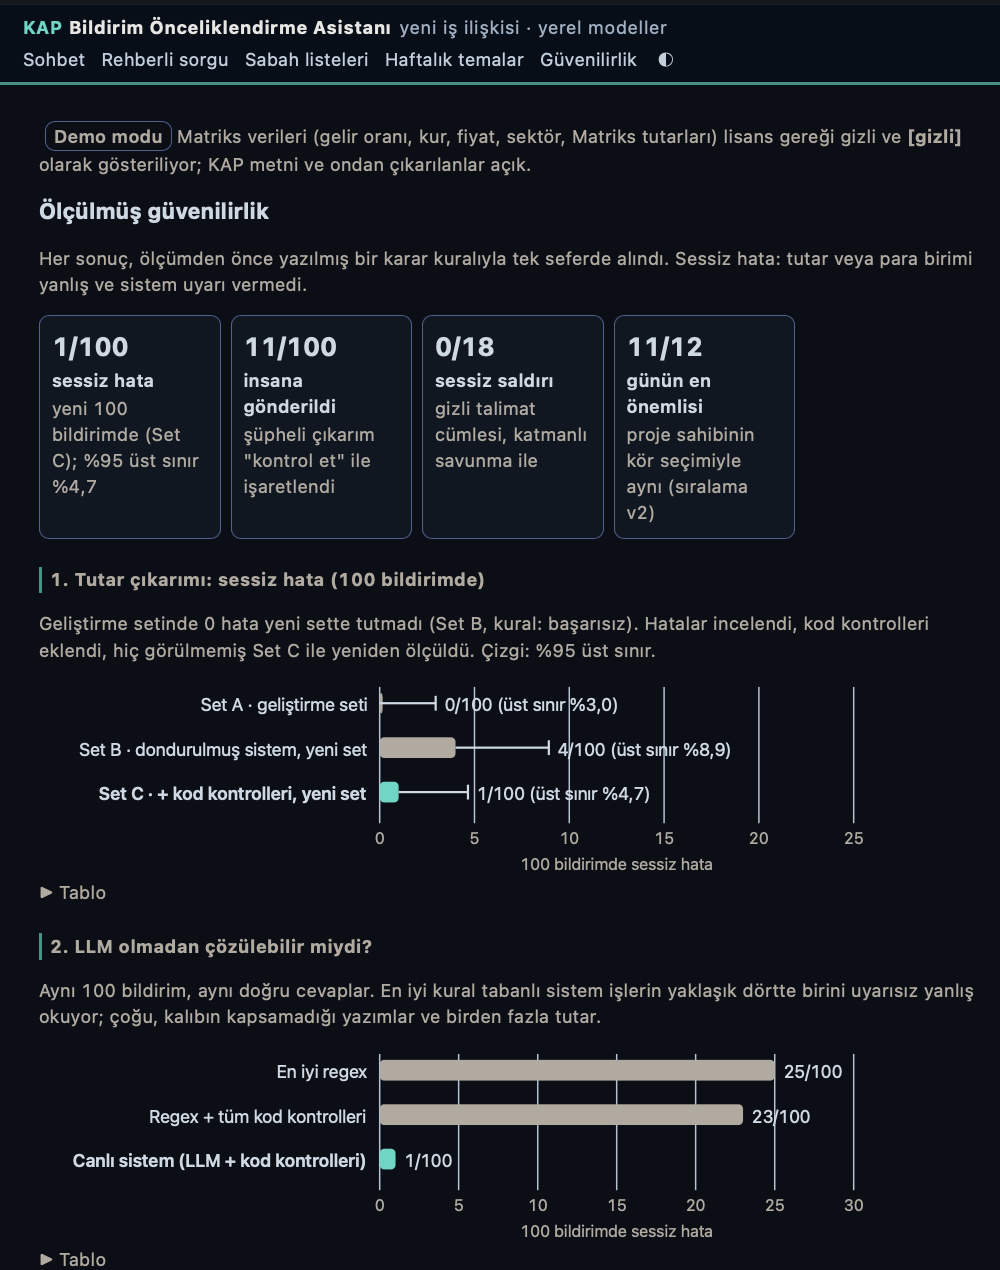 KAP Bildirim Önceliklendirme Asistanı yeni iş ilişkisi · yerel modeller
Sohbet Rehberli sorgu Sabah listeleri Haftalık temalar Güvenilirlik
Demo modu Matriks verileri (gelir oranı, kur, fiyat, sektör, Matriks tutarları) lisans gereği gizli ve [gizli]
olarak gösteriliyor; KAP metni ve ondan çıkarılanlar açık.
Ölçülmüş güvenilirlik
Her sonuç, ölçümden önce yazılmış bir karar kuralıyla tek seferde alındı. Sessiz hata: tutar veya para birimi
yanlış ve sistem uyarı vermedi.
1/100
sessiz hata
yeni 100
bildirimde (Set
C); %95 üst sınır
%4,7
11/100
insana
gönderildi
şüpheli çıkarım
"kontrol et" ile
işaretlendi
0/18
sessiz saldırı
gizli talimat
cümlesi, katmanlı
savunma ile
11/12
günün en
önemlisi
proje sahibinin
kör seçimiyle
aynı (sıralama
v2)
1. Tutar çıkarımı: sessiz hata (100 bildirimde)
Geliştirme setinde 0 hata yeni sette tutmadı (Set B, kural: başarısız). Hatalar incelendi, kod kontrolleri
eklendi, hiç görülmemiş Set C ile yeniden ölçüldü. Çizgi: %95 üst sınır.
Set A · geliştirme seti 0/100 (üst sınır %3,0)
Set B · dondurulmuş sistem, yeni set 4/100 (üst sınır %8,9)
Set C · + kod kontrolleri, yeni set 1/100 (üst sınır %4,7)
0 5 10 15 20 25
100 bildirimde sessiz hata
▶ Tablo
2. LLM olmadan çözülebilir miydi?
Aynı 100 bildirim, aynı doğru cevaplar. En iyi kural tabanlı sistem işlerin yaklaşık dörtte birini uyarısız yanlış
okuyor; çoğu, kalıbın kapsamadığı yazımlar ve birden fazla tutar.
En iyi regex 25/100
Regex + tüm kod kontrolleri 23/100
Canlı sistem (LLM + kod kontrolleri) 1/100
0 5 10 15 20 25 30
100 bildirimde sessiz hata
▶ Tablo